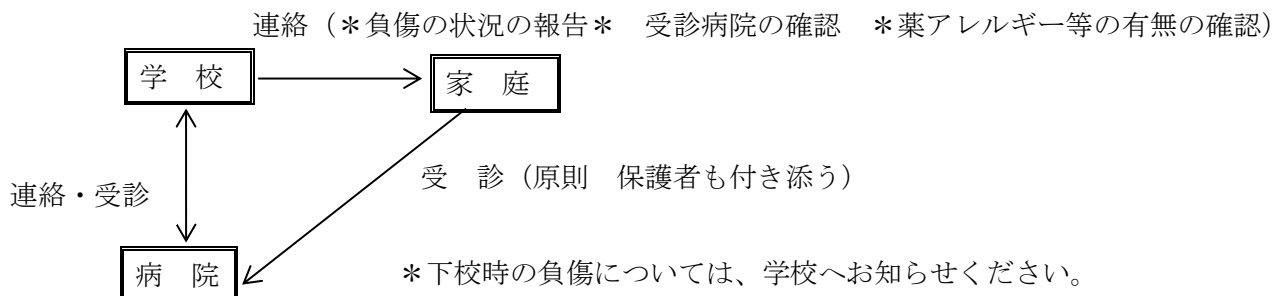 連絡（＊負傷の状況の報告＊　受診病院の確認　＊薬アレルギー等の有無の確認）
学　校
家　庭
受　診（原則　保護者も付き添う）
連絡・受診
病　院
＊下校時の負傷については、学校へお知らせください。